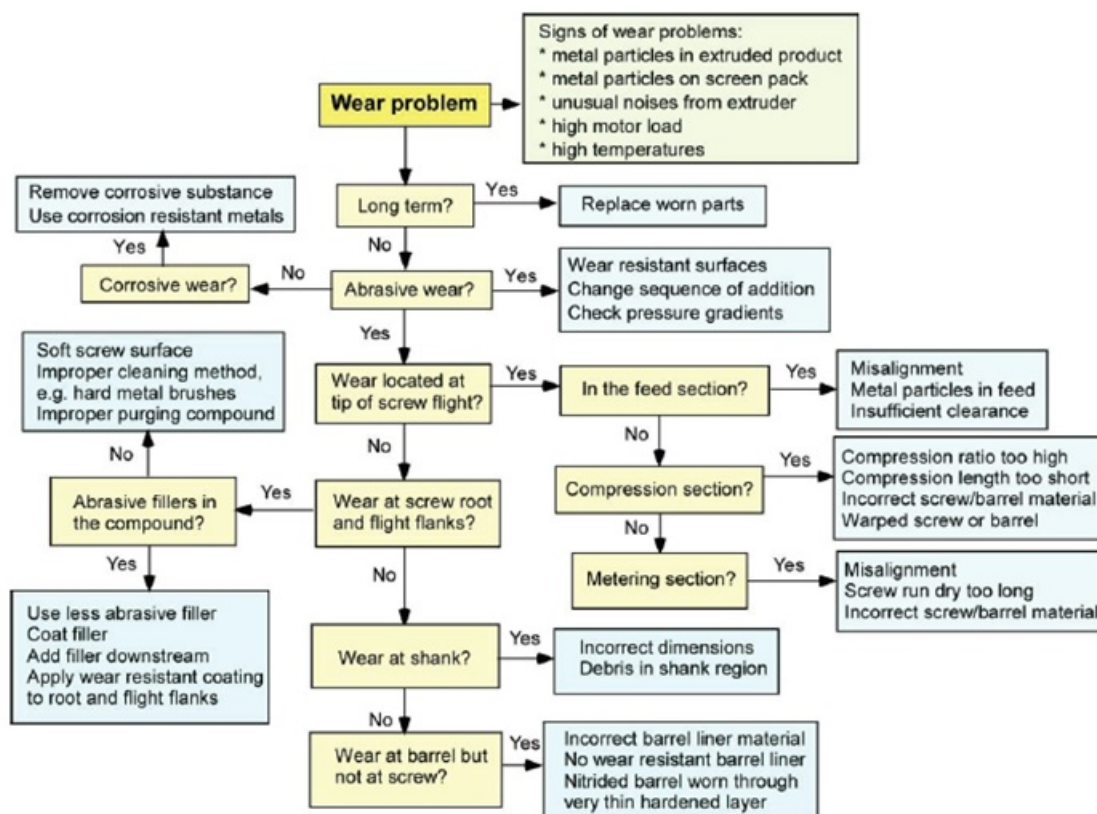 Wear problem
Signs of wear problems:
* metal particles in extruded product
* metal particles on screen pack
* unusual noises from extruder
* high motor load
* high temperatures
Long term?
Yes
Replace worn parts
No
Abrasive wear?
Yes
Wear resistant surfaces
Change sequence of addition
Check pressure gradients
No
Corrosive wear?
Yes
Remove corrosive substance
Use corrosion resistant metals
Yes
Wear located at
tip of screw flight?
Yes
In the feed section?
Yes
Misalignment
Metal particles in feed
Insufficient clearance
No
Compression section?
Yes
Compression ratio too high
Compression length too short
Incorrect screw/barrel material
Warped screw or barrel
No
Metering section?
Yes
Misalignment
Screw run dry too long
Incorrect screw/barrel material
No
Wear at screw root
and flight flanks?
Yes
Abrasive fillers in
the compound?
No
Soft screw surface
Improper cleaning method,
e.g. hard metal brushes
Improper purging compound
Yes
Use less abrasive filler
Coat filler
Add filler downstream
Apply wear resistant coating
to root and flight flanks
No
Wear at shank?
Yes
Incorrect dimensions
Debris in shank region
No
Wear at barrel but
not at screw?
Yes
Incorrect barrel liner material
No wear resistant barrel liner
Nitrided barrel worn through
very thin hardened layer